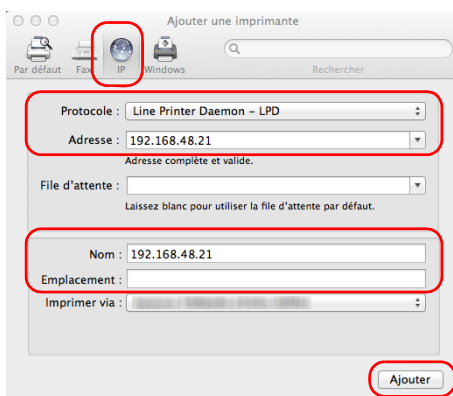 Ajouter une imprimante
Par défaut Fax IP Windows Rechercher
Protocole : Line Printer Daemon – LPD
Adresse : 192.168.48.21
Adresse complète et valide.
File d'attente :
Laissez blanc pour utiliser la file d'attente par défaut.
Nom : 192.168.48.21
Emplacement :
Imprimer via :
Ajouter